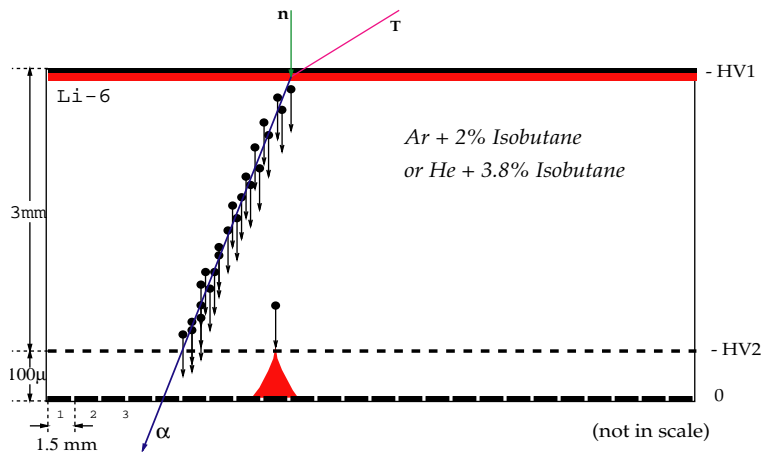 n
T
- HV1
Li-6
Ar + 2% Isobutane
or He + 3.8% Isobutane
3mm
- HV2
100μ
0
1 2 3
α
1.5 mm
(not in scale)